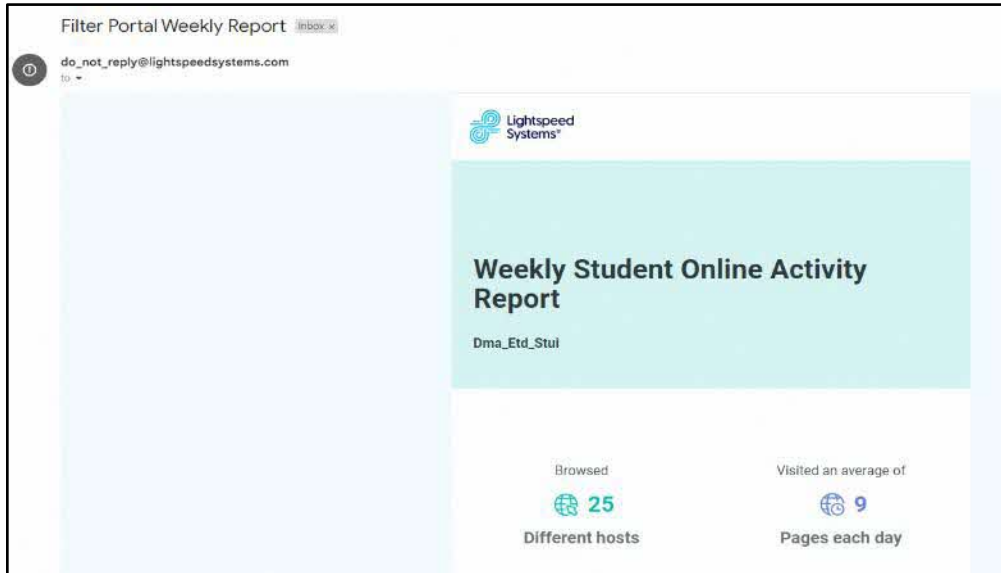 Filter Portal Weekly Report Inbox x
do_not_reply@lightspeedsystems.com
to
Lightspeed
Systems®
Weekly Student Online Activity
Report
Dma_Etd_Stui
Browsed
Visited an average of
25
9
Different hosts
Pages each day